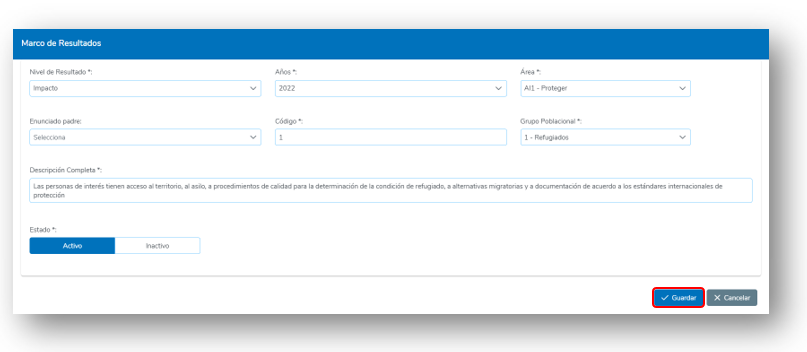 Marco de Resultados
Nivel de Resultado *: Años *: Área *:
Impacto 2022 AI1 - Proteger
Enunciado padre: Código *: Grupo Poblacional *:
Selecciona 1 1 - Refugiados
Descripción Completa *:
Las personas de interés tienen acceso al territorio, al asilo, a procedimientos de calidad para la determinación de la condición de refugiado, a alternativas migratorias y a documentación de acuerdo a los estándares internacionales de
protección
Estado *:
Activo Inactivo
Guardar Cancelar